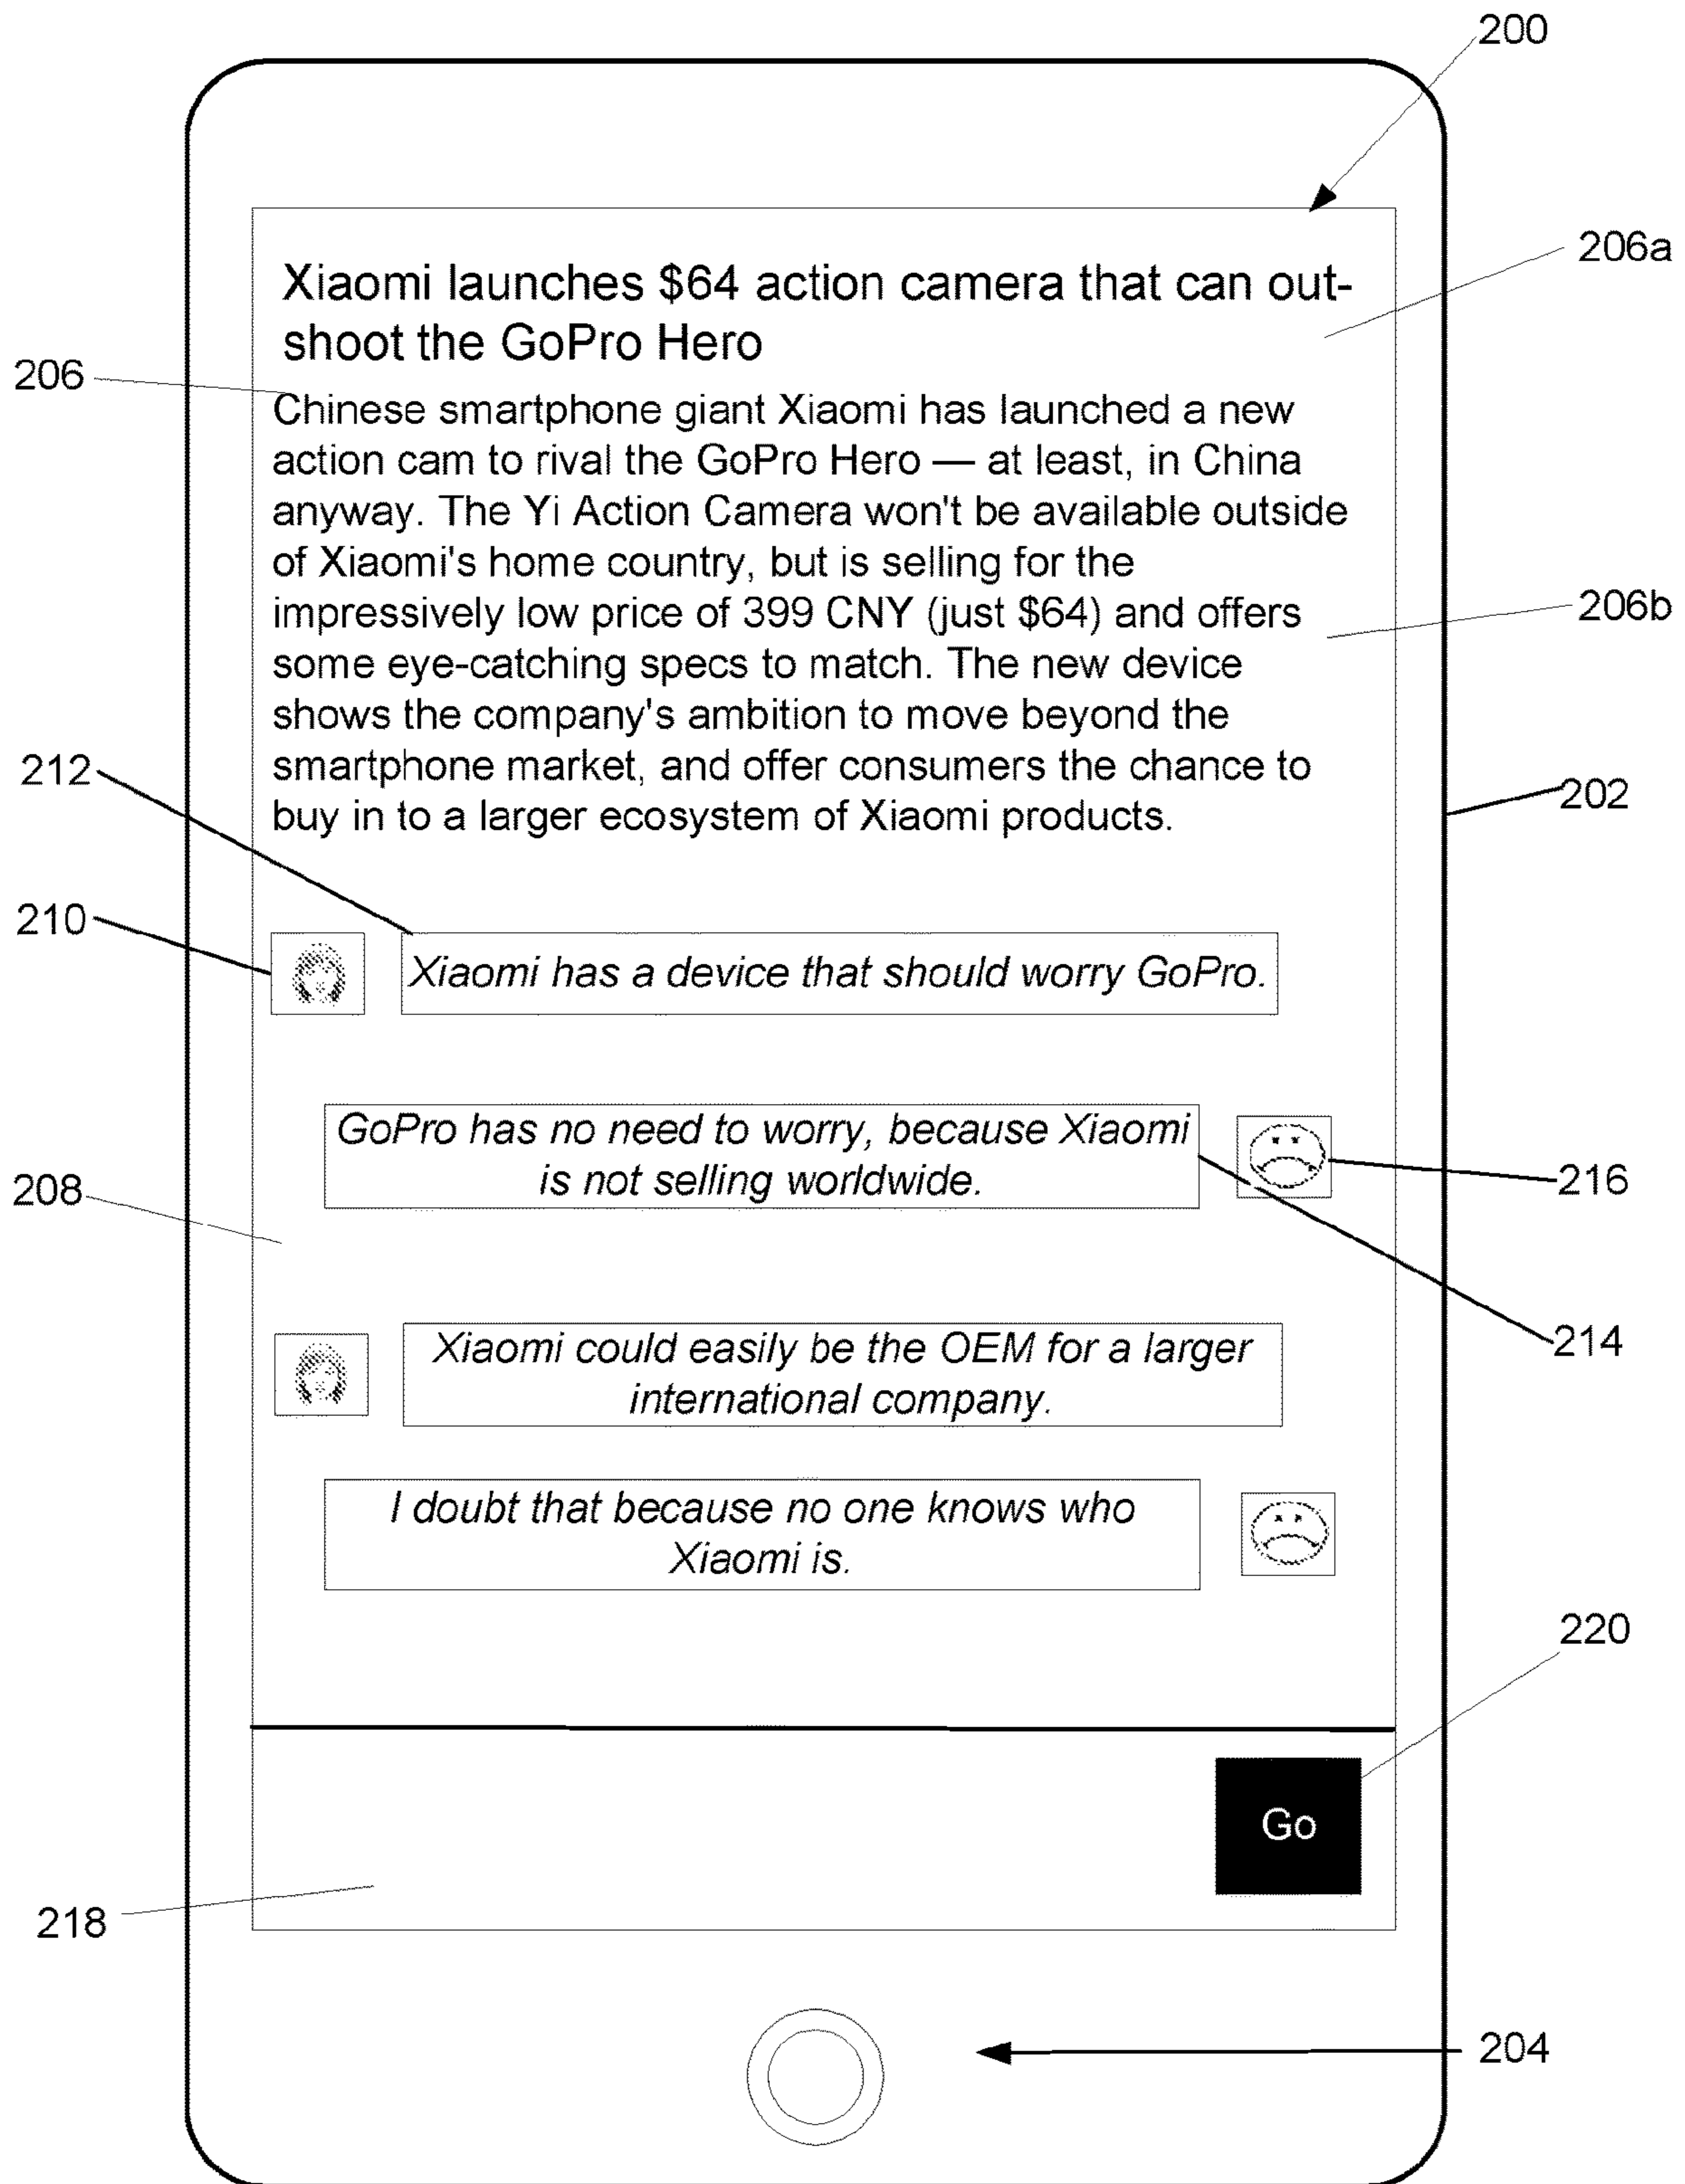 200
206a
Xiaomi launches $64 action camera that can out-
shoot the GoPro Hero
206
Chinese smartphone giant Xiaomi has launched a new
action cam to rival the GoPro Hero — at least, in China
anyway. The Yi Action Camera won't be available outside
of Xiaomi's home country, but is selling for the
impressively low price of 399 CNY (just $64) and offers
206b
some eye-catching specs to match. The new device
shows the company's ambition to move beyond the
smartphone market, and offer consumers the chance to
212
202
buy in to a larger ecosystem of Xiaomi products.
210
Xiaomi has a device that should worry GoPro.
GoPro has no need to worry, because Xiaomi
is not selling worldwide.
216
208
214
Xiaomi could easily be the OEM for a larger
international company.
I doubt that because no one knows who
Xiaomi is.
220
Go
218
204